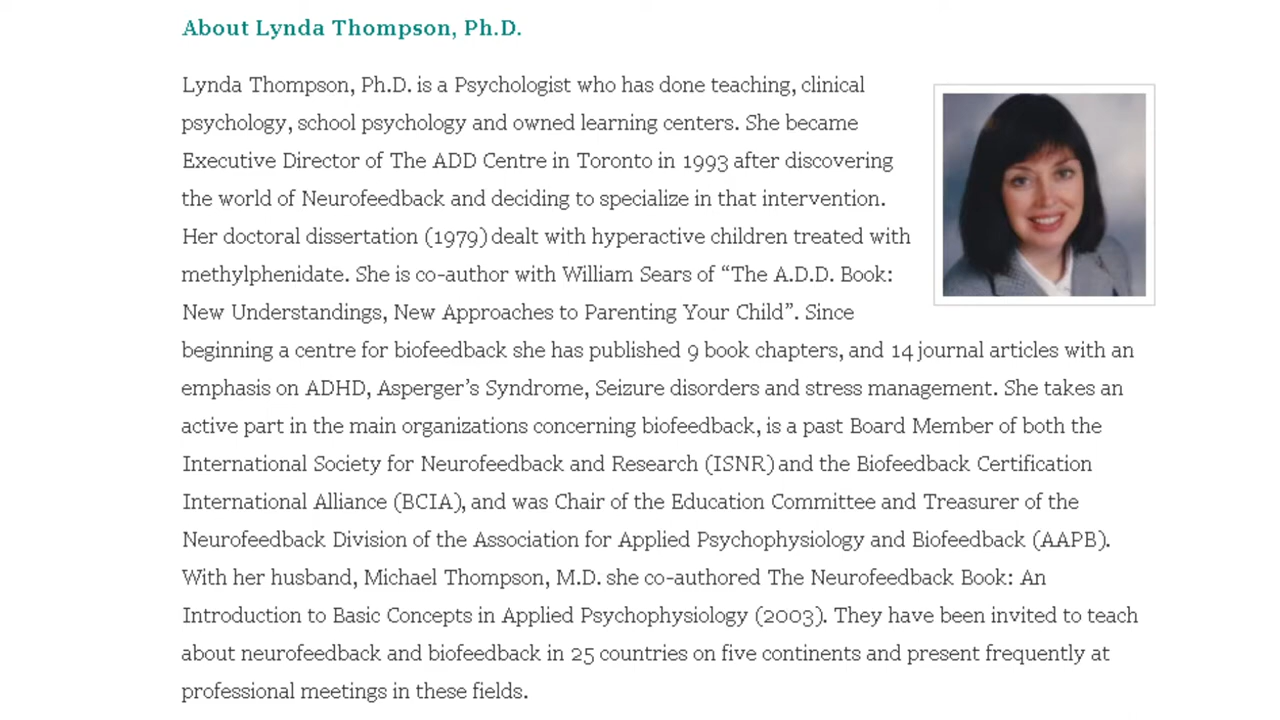 About Lynda Thompson, Ph.D.
Lynda Thompson, Ph.D. is a Psychologist who has done teaching, clinical
psychology, school psychology and owned learning centers. She became
Executive Director of The ADD Centre in Toronto in 1993 after discovering
the world of Neurofeedback and deciding to specialize in that intervention.
Her doctoral dissertation (1979) dealt with hyperactive children treated with
methylphenidate. She is co-author with William Sears of “The A.D.D. Book:
New Understandings, New Approaches to Parenting Your Child”. Since
beginning a centre for biofeedback she has published 9 book chapters, and 14 journal articles with an
emphasis on ADHD, Asperger’s Syndrome, Seizure disorders and stress management. She takes an
active part in the main organizations concerning biofeedback, is a past Board Member of both the
International Society for Neurofeedback and Research (ISNR) and the Biofeedback Certification
International Alliance (BCIA), and was Chair of the Education Committee and Treasurer of the
Neurofeedback Division of the Association for Applied Psychophysiology and Biofeedback (AAPB).
With her husband, Michael Thompson, M.D. she co-authored The Neurofeedback Book: An
Introduction to Basic Concepts in Applied Psychophysiology (2003). They have been invited to teach
about neurofeedback and biofeedback in 25 countries on five continents and present frequently at
professional meetings in these fields.